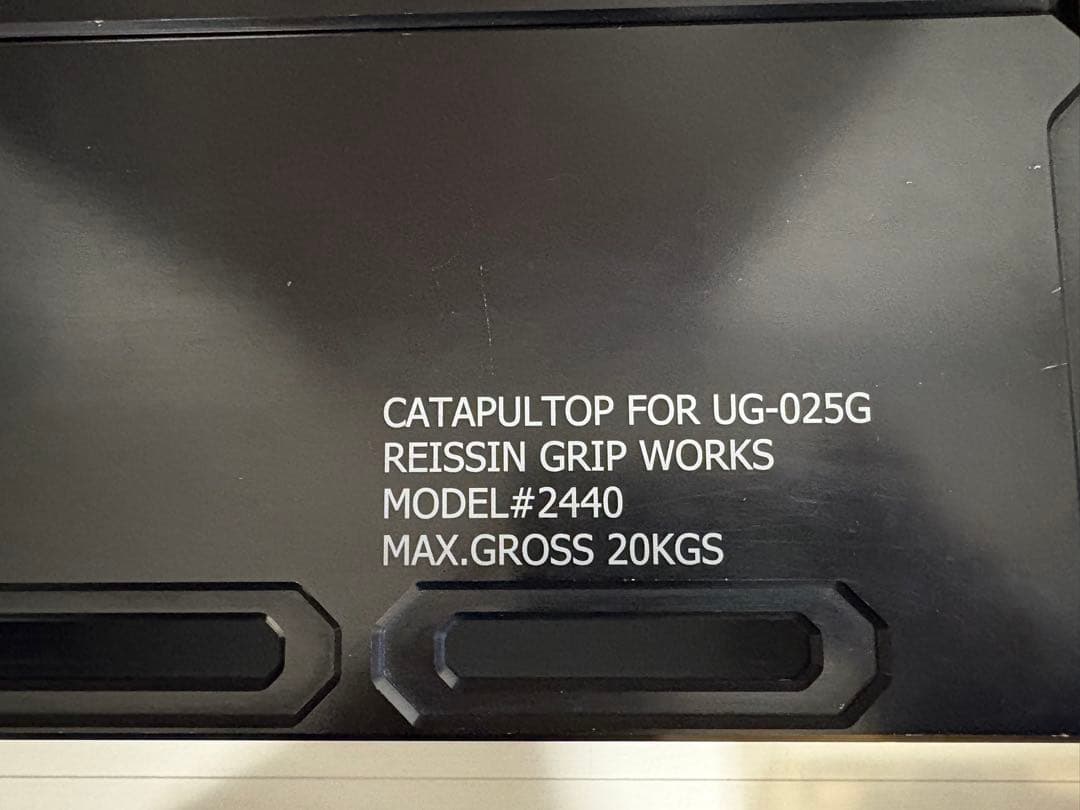 CATAPULTOP FOR UG-025G
REISSIN GRIP WORKS
MODEL#2440
MAX.GROSS 20KGS